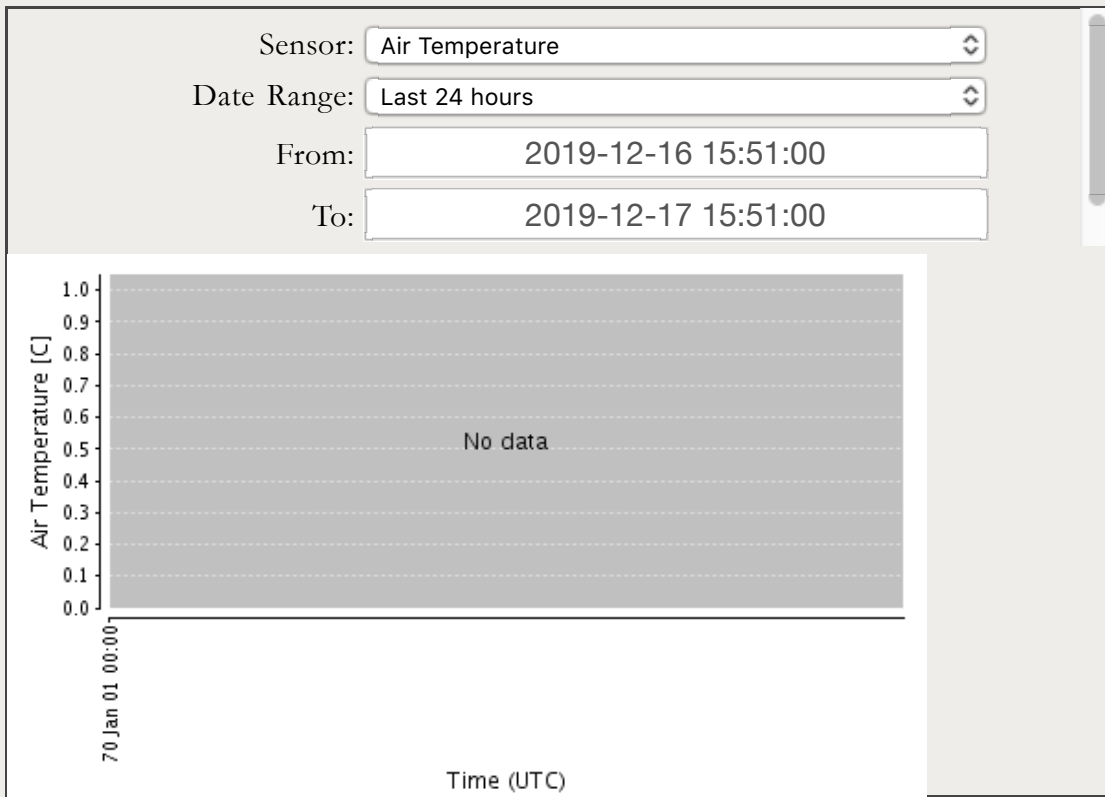 Sensor: Air Temperature
Date Range: Last 24 hours
From: 2019-12-16 15:51:00
To: 2019-12-17 15:51:00
Air Temperature [C]
1.0
0.9
0.8
0.7
0.6
0.5
0.4
0.3
0.2
0.1
0.0
No data
70 Jan 01 00:00
Time (UTC)